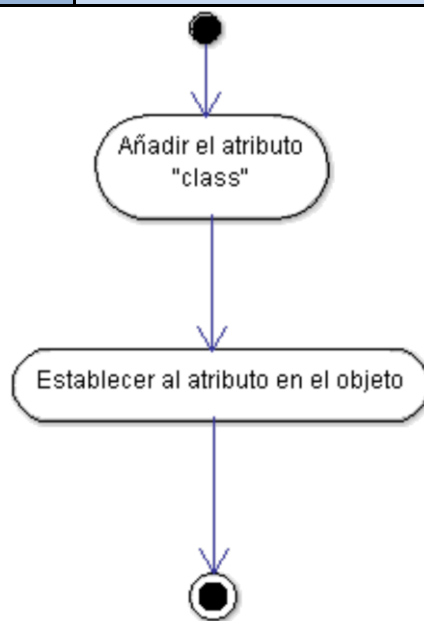 Añadir el atributo
"class"
Establecer al atributo en el objeto